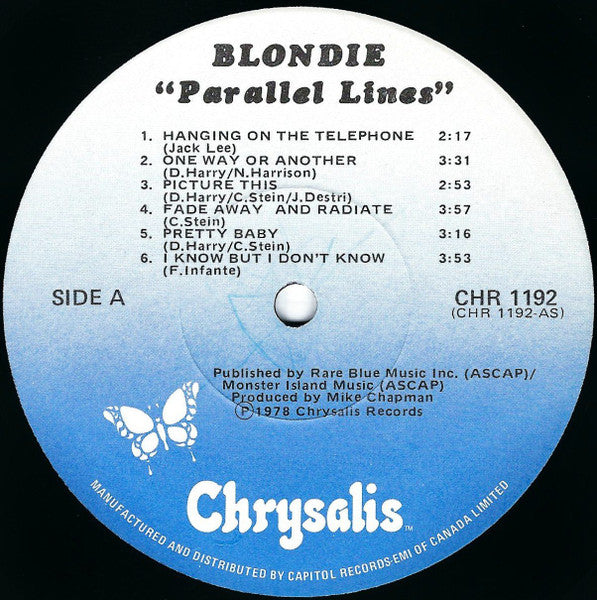 BLONDIE
"Parallel Lines"
1. HANGING ON THE TELEPHONE 2:17
(Jack Lee)
2. ONE WAY OR ANOTHER 3:31
(D.Harry/N.Harrison)
3. PICTURE THIS 2:53
(D.Harry/C.Stein/J.Destri)
4. FADE AWAY AND RADIATE 3:57
(C.Stein)
5. PRETTY BABY 3:16
(D.Harry/C.Stein)
6. I KNOW BUT I DON'T KNOW 3:53
(F.Infante)
SIDE A CHR 1192
(CHR 1192-AS)
Published by Rare Blue Music Inc. (ASCAP)/
Monster Island Music (ASCAP)
Produced by Mike Chapman
℗1978 Chrysalis Records
Chrysalis™
MANUFACTURED AND DISTRIBUTED BY CAPITOL RECORDS-EMI OF CANADA LIMITED